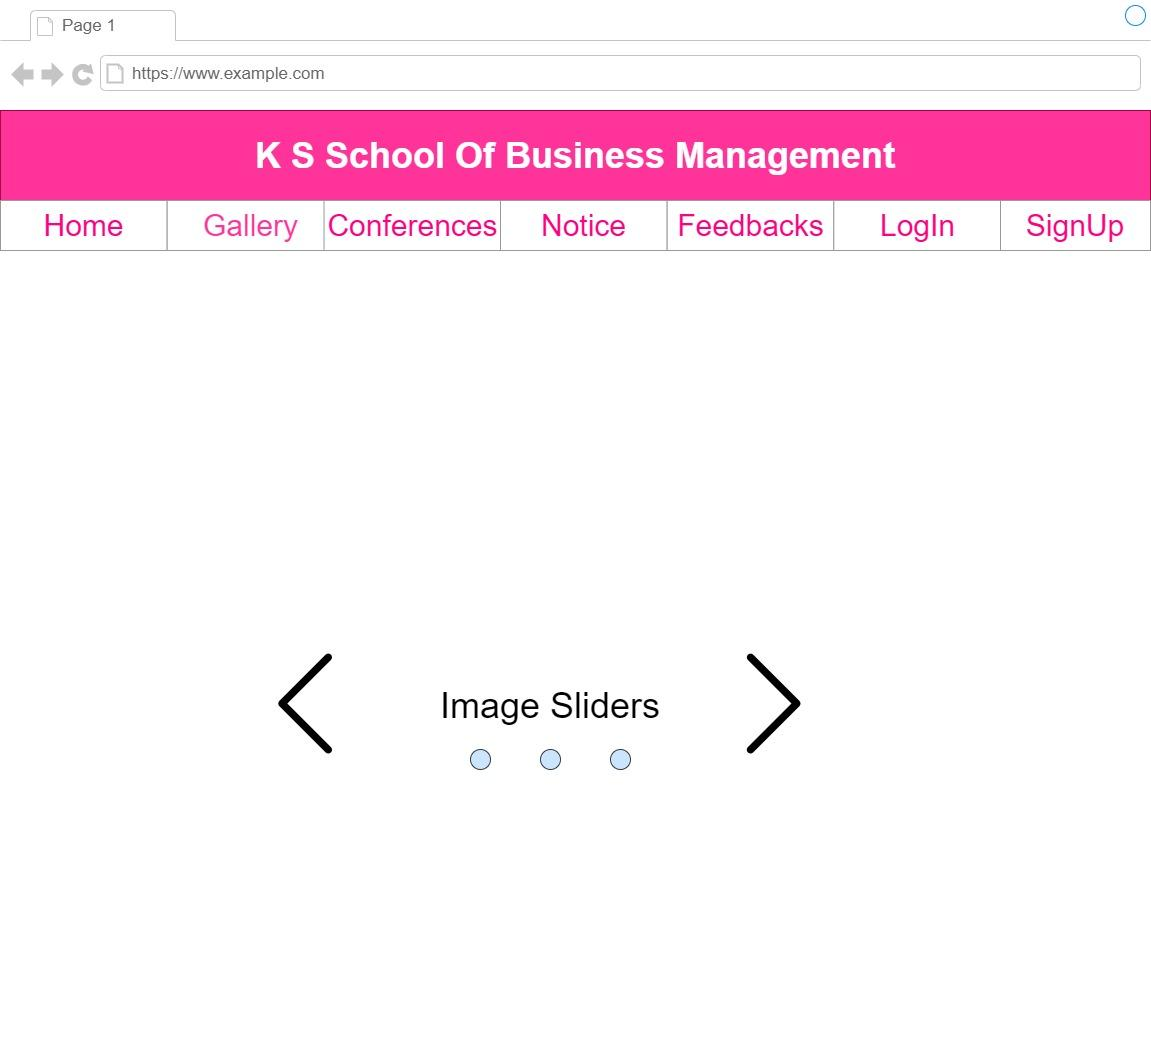 Page 1
https://www.example.com
K S School Of Business Management
Home Gallery Conferences Notice Feedbacks LogIn SignUp
Image Sliders